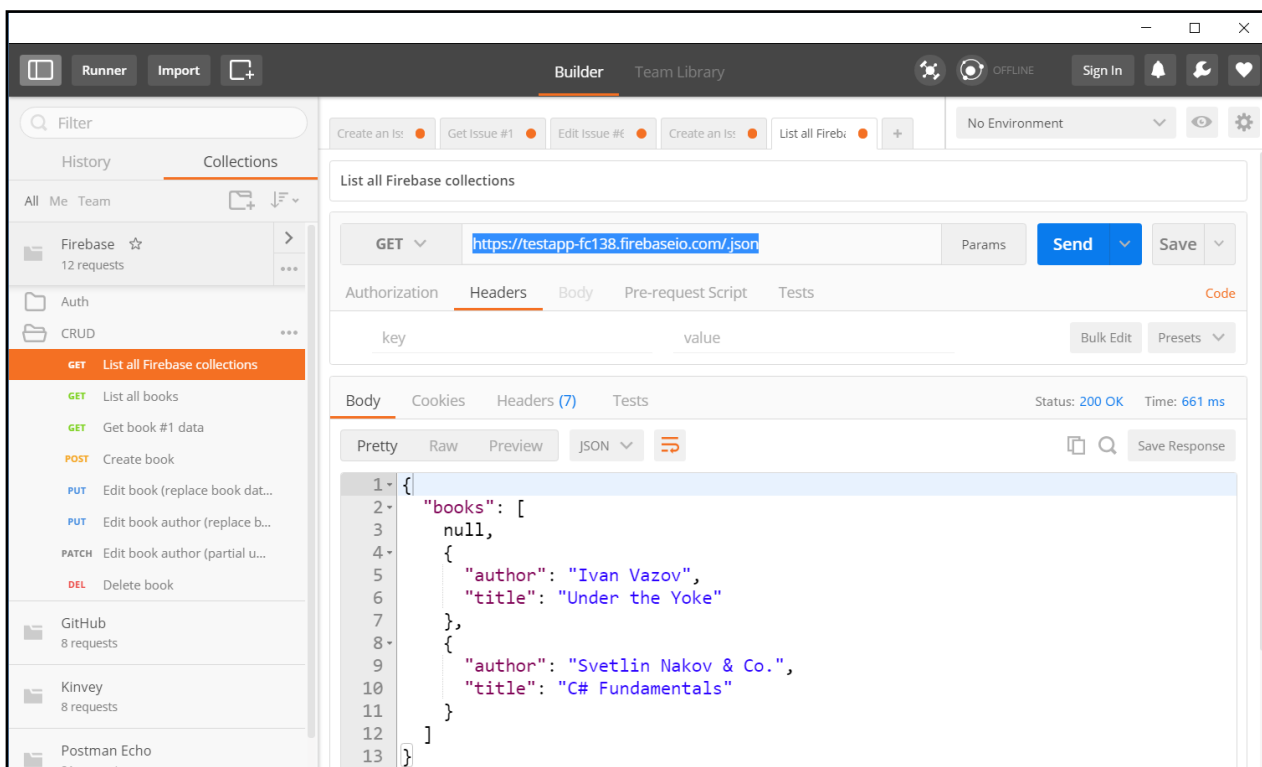 Runner Import Builder Team Library OFFLINE Sign In
Filter
History Collections
All Me Team
Firebase
12 requests
Auth
CRUD
GET List all Firebase collections
GET List all books
GET Get book #1 data
POST Create book
PUT Edit book (replace book dat...
PUT Edit book author (replace b...
PATCH Edit book author (partial u...
DEL Delete book
GitHub
8 requests
Kinvey
8 requests
Postman Echo
Create an Is: Get Issue #1 Edit Issue #6 Create an Is: List all Fireba +
No Environment
List all Firebase collections
GET https://testapp-fc138.firebaseio.com/.json Params Send Save
Authorization Headers Body Pre-request Script Tests Code
key value Bulk Edit Presets
Body Cookies Headers (7) Tests Status: 200 OK Time: 661 ms
Pretty Raw Preview JSON Save Response
1 {
2 "books": [
3 null,
4 {
5 "author": "Ivan Vazov",
6 "title": "Under the Yoke"
7 },
8 {
9 "author": "Svetlin Nakov & Co.",
10 "title": "C# Fundamentals"
11 }
12 ]
13 }